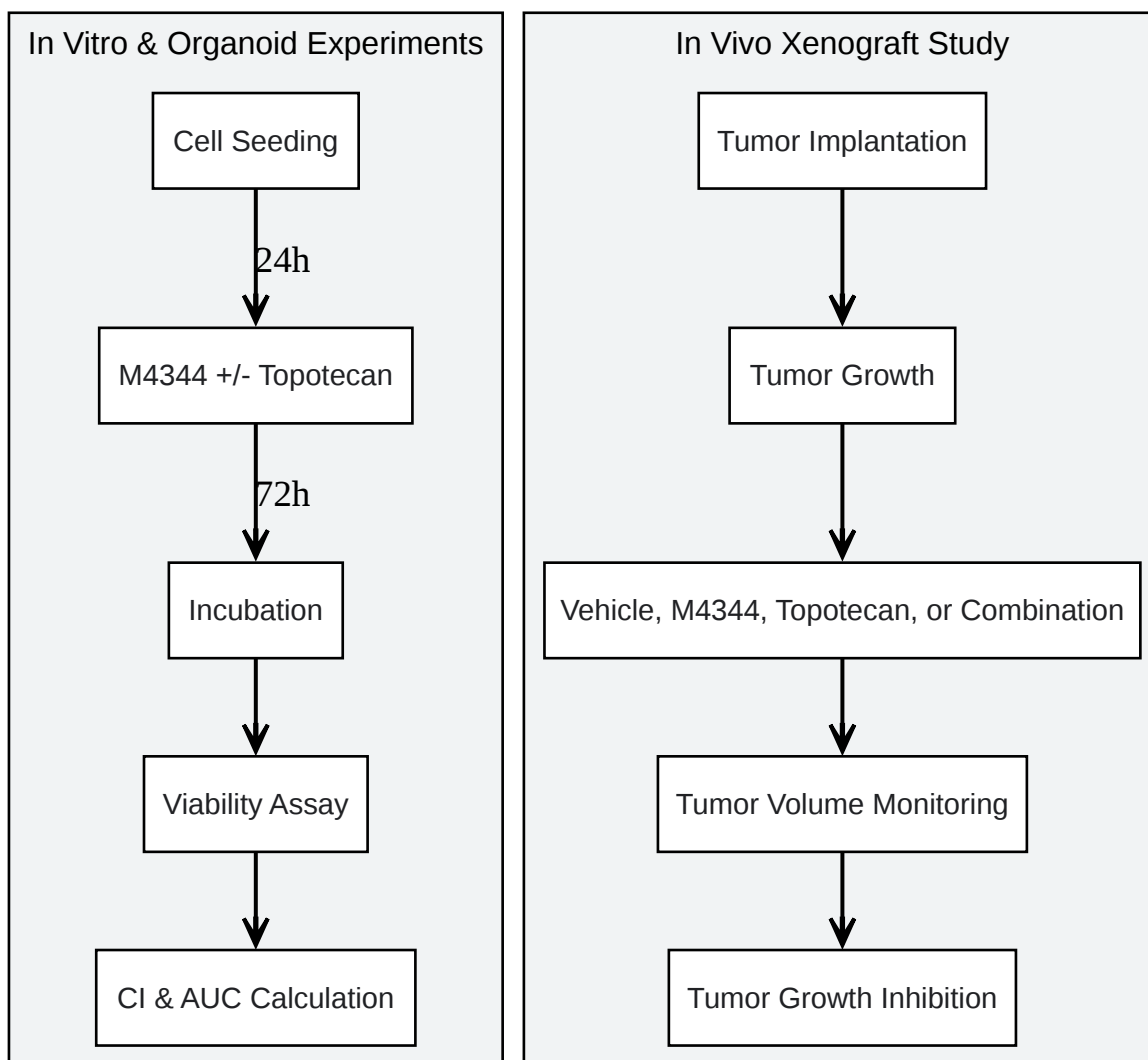 In Vitro & Organoid Experiments
Cell Seeding
24h
M4344 +/- Topotecan
72h
Incubation
Viability Assay
CI & AUC Calculation
In Vivo Xenograft Study
Tumor Implantation
Tumor Growth
Vehicle, M4344, Topotecan, or Combination
Tumor Volume Monitoring
Tumor Growth Inhibition